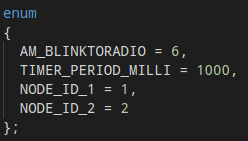 enum
{
AM_BLINKTORADIO = 6,
TIMER_PERIOD_MILLI = 1000,
NODE_ID_1 = 1,
NODE_ID_2 = 2
};